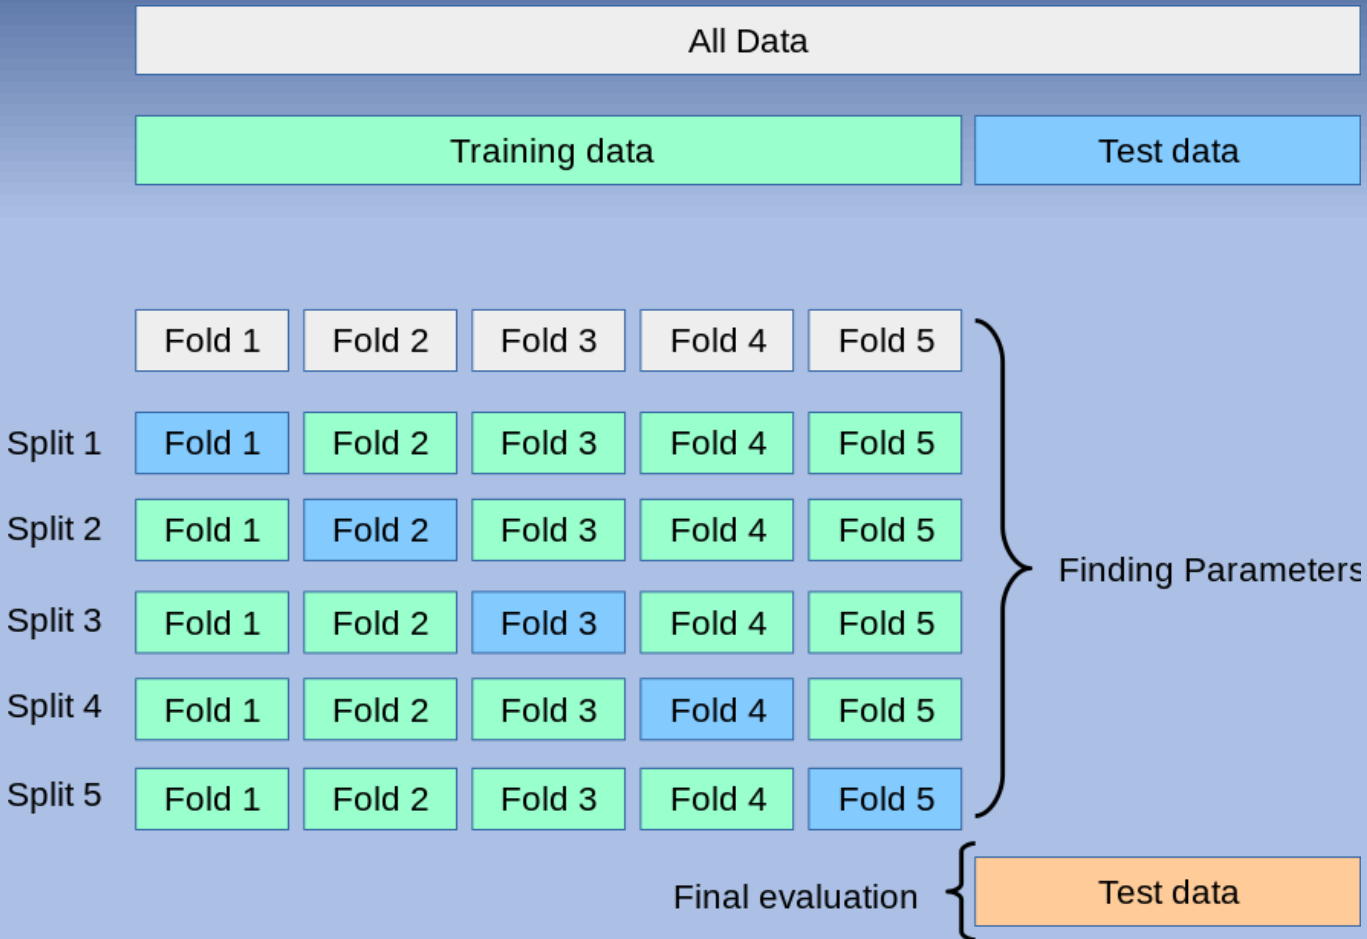 All Data
Training data Test data
Fold 1 Fold 2 Fold 3 Fold 4 Fold 5
Split 1 Fold 1 Fold 2 Fold 3 Fold 4 Fold 5
Split 2 Fold 1 Fold 2 Fold 3 Fold 4 Fold 5
Finding Parameters
Split 3 Fold 1 Fold 2 Fold 3 Fold 4 Fold 5
Split 4 Fold 1 Fold 2 Fold 3 Fold 4 Fold 5
Split 5 Fold 1 Fold 2 Fold 3 Fold 4 Fold 5
Final evaluation Test data